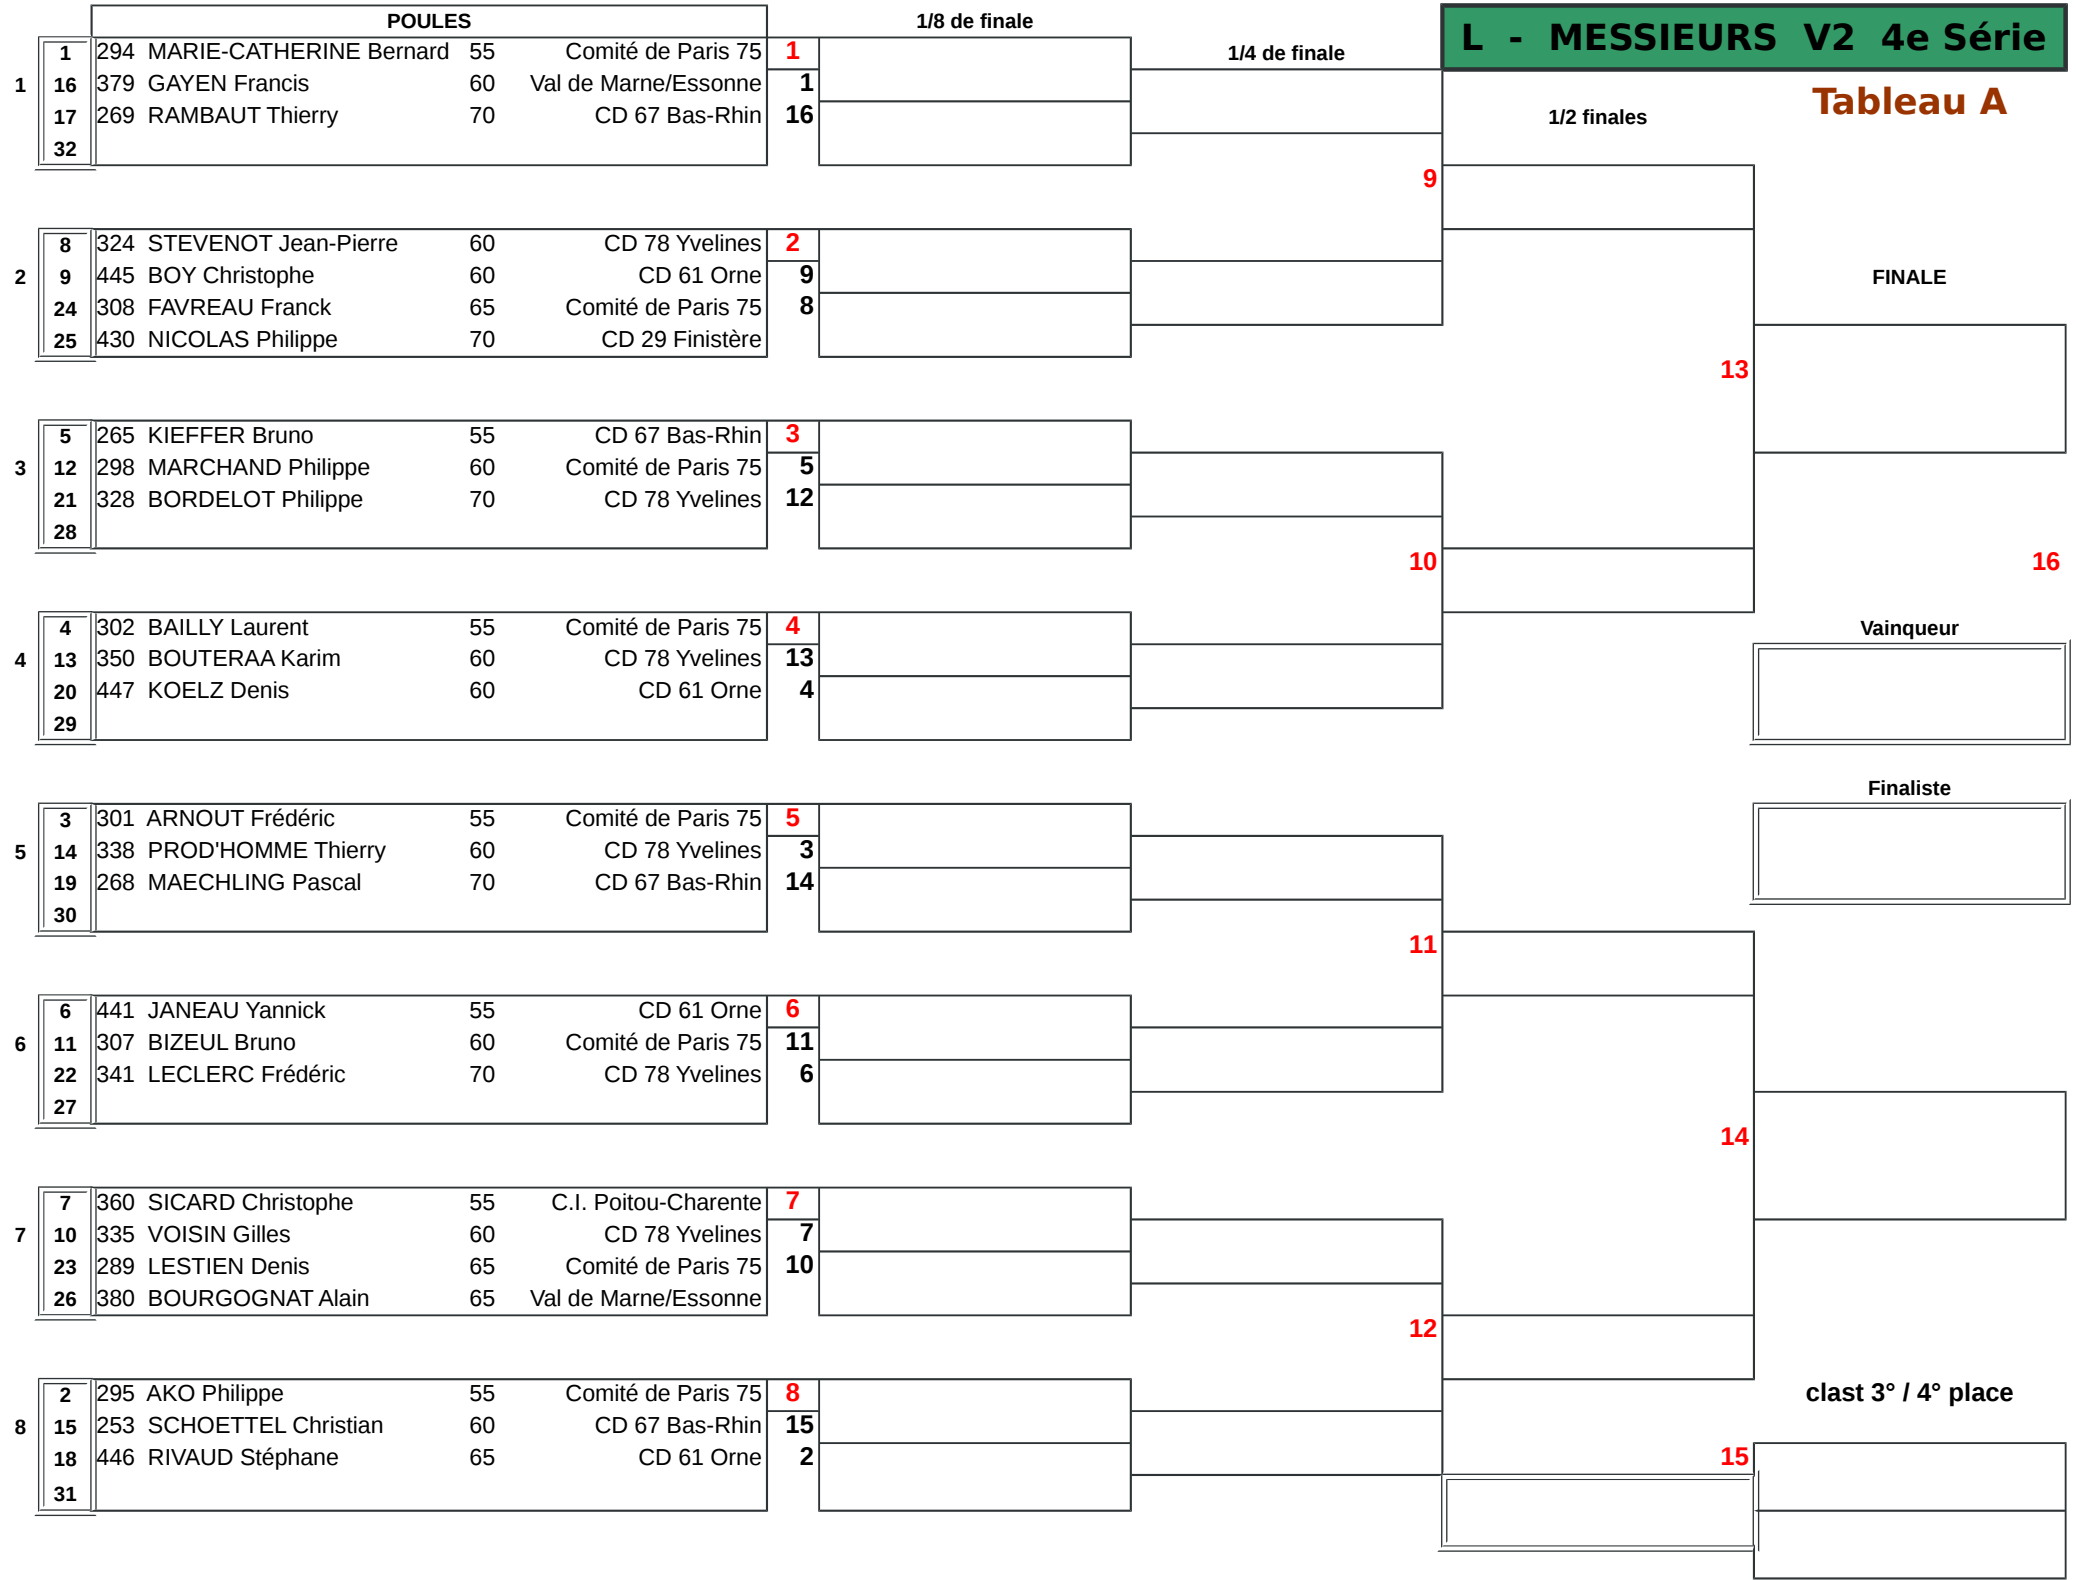 POULES 1/8 de finale L - MESSIEURS V2 4e Série
1/4 de finale
Tableau A
1/2 finales
1 294 MARIE-CATHERINE Bernard 55 Comité de Paris 75 1
1 16 379 GAYEN Francis 60 Val de Marne/Essonne 1
17 269 RAMBAUT Thierry 70 CD 67 Bas-Rhin 16
32
9
8 324 STEVENOT Jean-Pierre 60 CD 78 Yvelines 2
2 9 445 BOY Christophe 60 CD 61 Orne 9 FINALE
24 308 FAVREAU Franck 65 Comité de Paris 75 8
25 430 NICOLAS Philippe 70 CD 29 Finistère
13
5 265 KIEFFER Bruno 55 CD 67 Bas-Rhin 3
3 12 298 MARCHAND Philippe 60 Comité de Paris 75 5
21 328 BORDELOT Philippe 70 CD 78 Yvelines 12
28
10 16
4 302 BAILLY Laurent 55 Comité de Paris 75 4 Vainqueur
4 13 350 BOUTERAA Karim 60 CD 78 Yvelines 13
20 447 KOELZ Denis 60 CD 61 Orne 4
29
Finaliste
3 301 ARNOUT Frédéric 55 Comité de Paris 75 5
5 14 338 PROD'HOMME Thierry 60 CD 78 Yvelines 3
19 268 MAECHLING Pascal 70 CD 67 Bas-Rhin 14
30
11
6 441 JANEAU Yannick 55 CD 61 Orne 6
6 11 307 BIZEUL Bruno 60 Comité de Paris 75 11
22 341 LECLERC Frédéric 70 CD 78 Yvelines 6
27
14
7 360 SICARD Christophe 55 C.I. Poitou-Charente 7
7 10 335 VOISIN Gilles 60 CD 78 Yvelines 7
23 289 LESTIEN Denis 65 Comité de Paris 75 10
26 380 BOURGOGNAT Alain 65 Val de Marne/Essonne
12
2 295 AKO Philippe 55 Comité de Paris 75 8 clast 3° / 4° place
8 15 253 SCHOETTEL Christian 60 CD 67 Bas-Rhin 15
18 446 RIVAUD Stéphane 65 CD 61 Orne 2 15
31